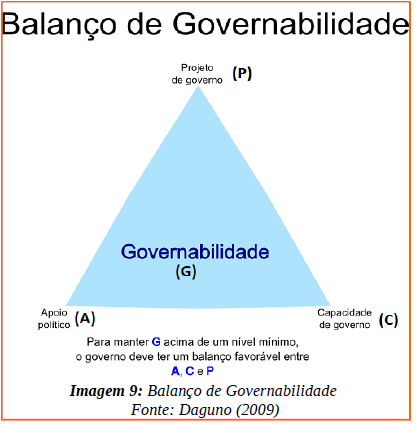 Balanço de Governabilidade
Projeto
de governo (P)
Governabilidade
(G)
Apoio
político (A)
Capacidade
de governo (C)
Para manter G acima de um nível mínimo,
o governo deve ter um balanço favorável entre
A, C e P
Imagem 9: Balanço de Governabilidade
Fonte: Daguno (2009)